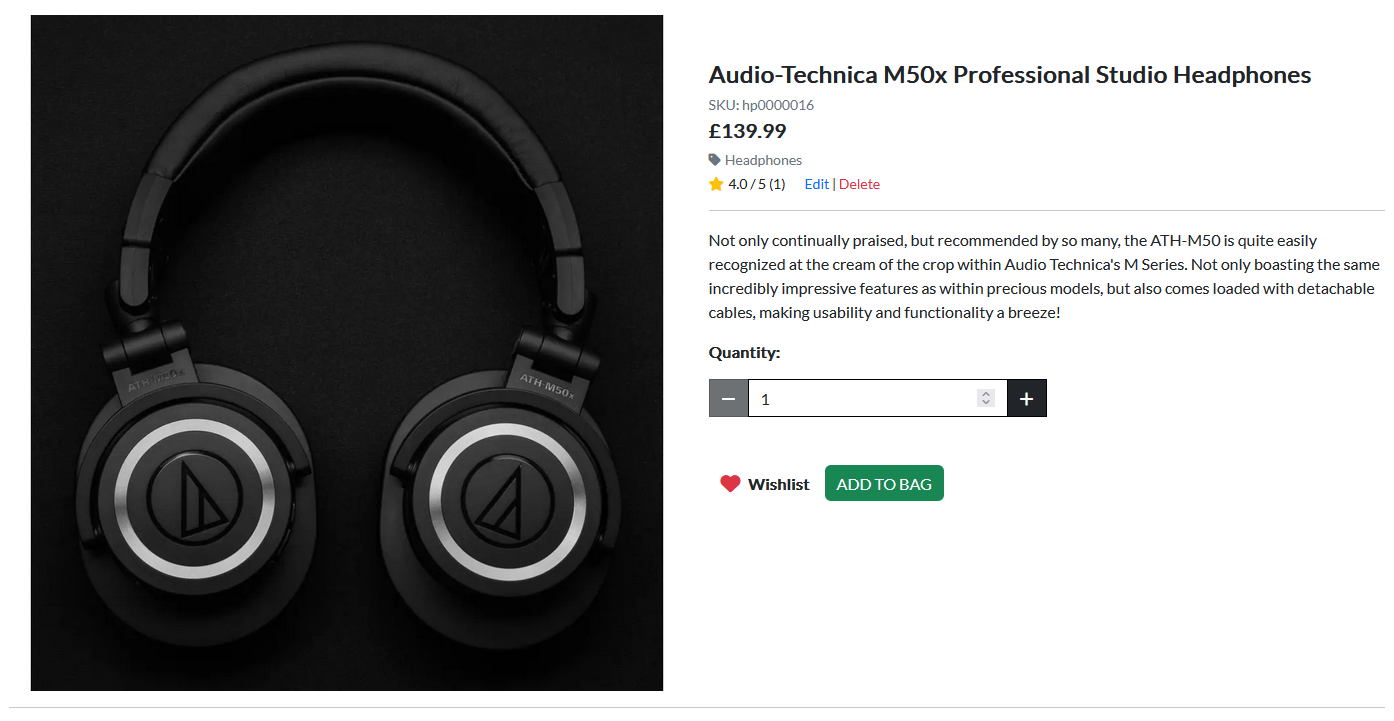 Audio-Technica M50x Professional Studio Headphones
SKU: hp0000016
£139.99
Headphones
4.0 / 5 (1) Edit | Delete
Not only continually praised, but recommended by so many, the ATH-M50 is quite easily
recognized at the cream of the crop within Audio Technica's M Series. Not only boasting the same
incredibly impressive features as within precious models, but also comes loaded with detachable
cables, making usability and functionality a breeze!
Quantity:
− 1 +
Wishlist ADD TO BAG
ATH-M50x
ATH-M50x